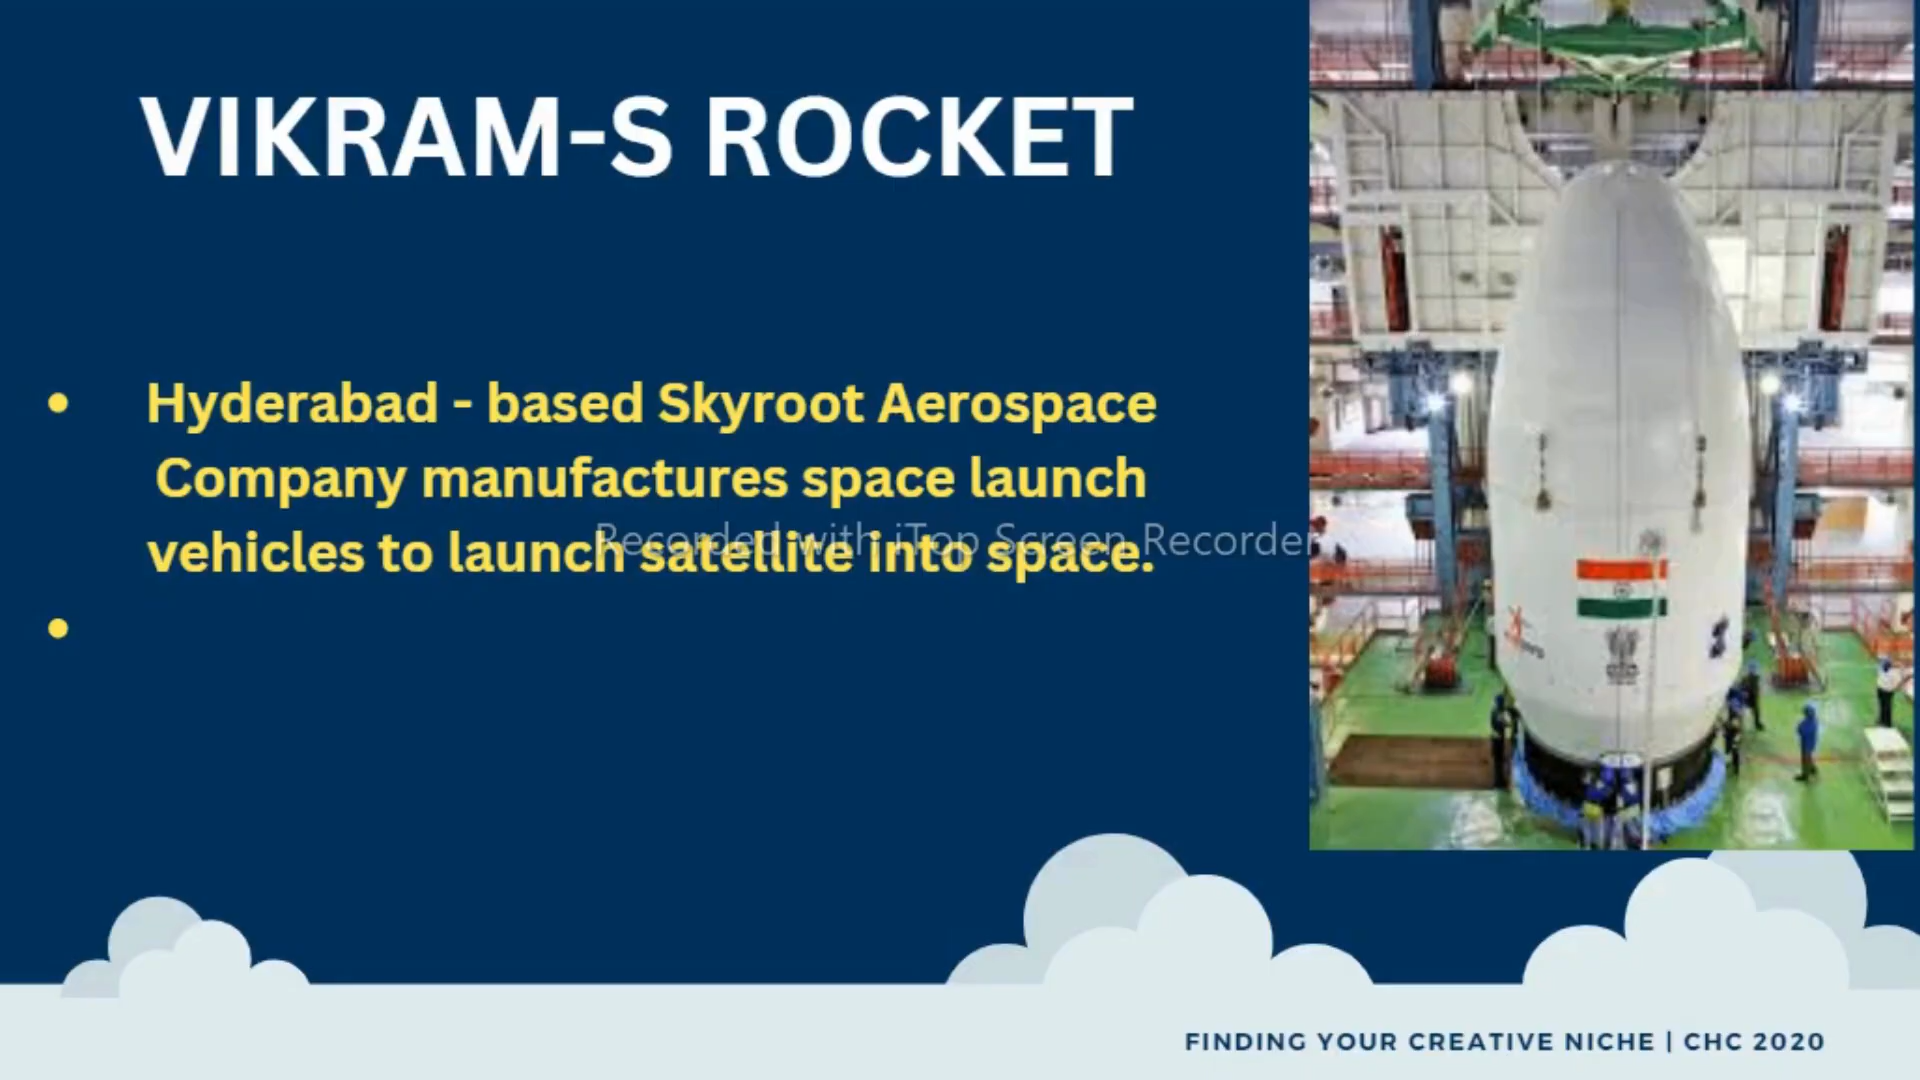 VIKRAM-S ROCKET
• Hyderabad - based Skyroot Aerospace
Company manufactures space launch
vehicles to launch satellite into space.
•
Recorded with iTop Screen Recorder
FINDING YOUR CREATIVE NICHE | CHC 2020